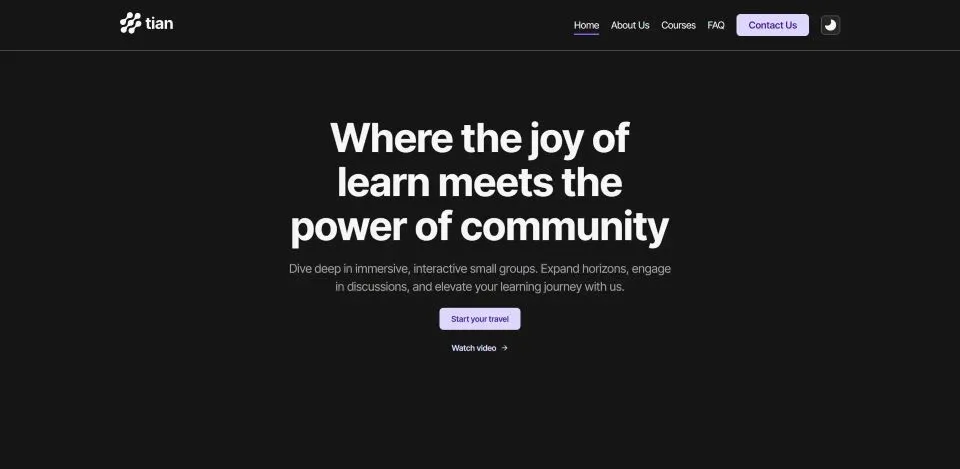 tian
Home About Us Courses FAQ Contact Us
Where the joy of
learn meets the
power of community
Dive deep in immersive, interactive small groups. Expand horizons, engage
in discussions, and elevate your learning journey with us.
Start your travel
Watch video →